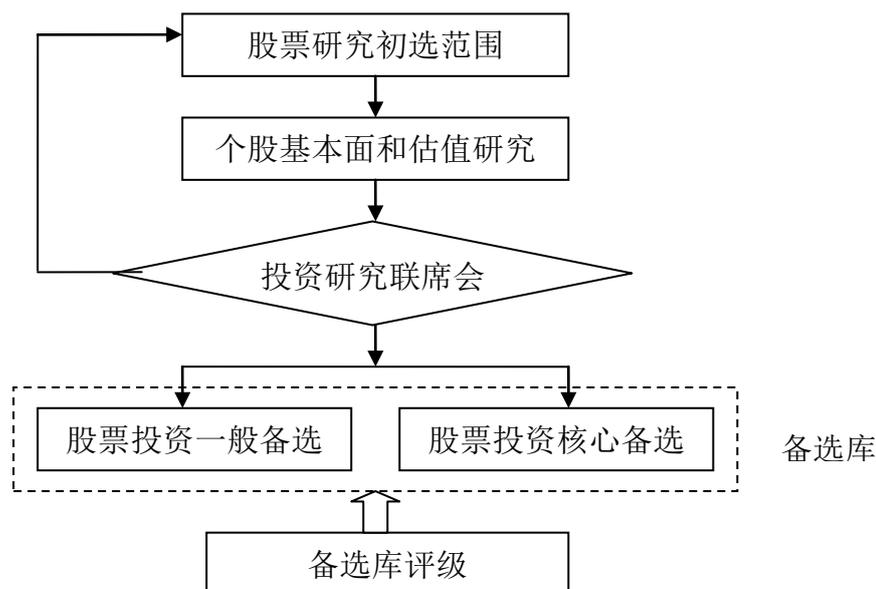 股票研究初选范围
个股基本面和估值研究
投资研究联席会
股票投资一般备选
股票投资核心备选
备选库
备选库评级